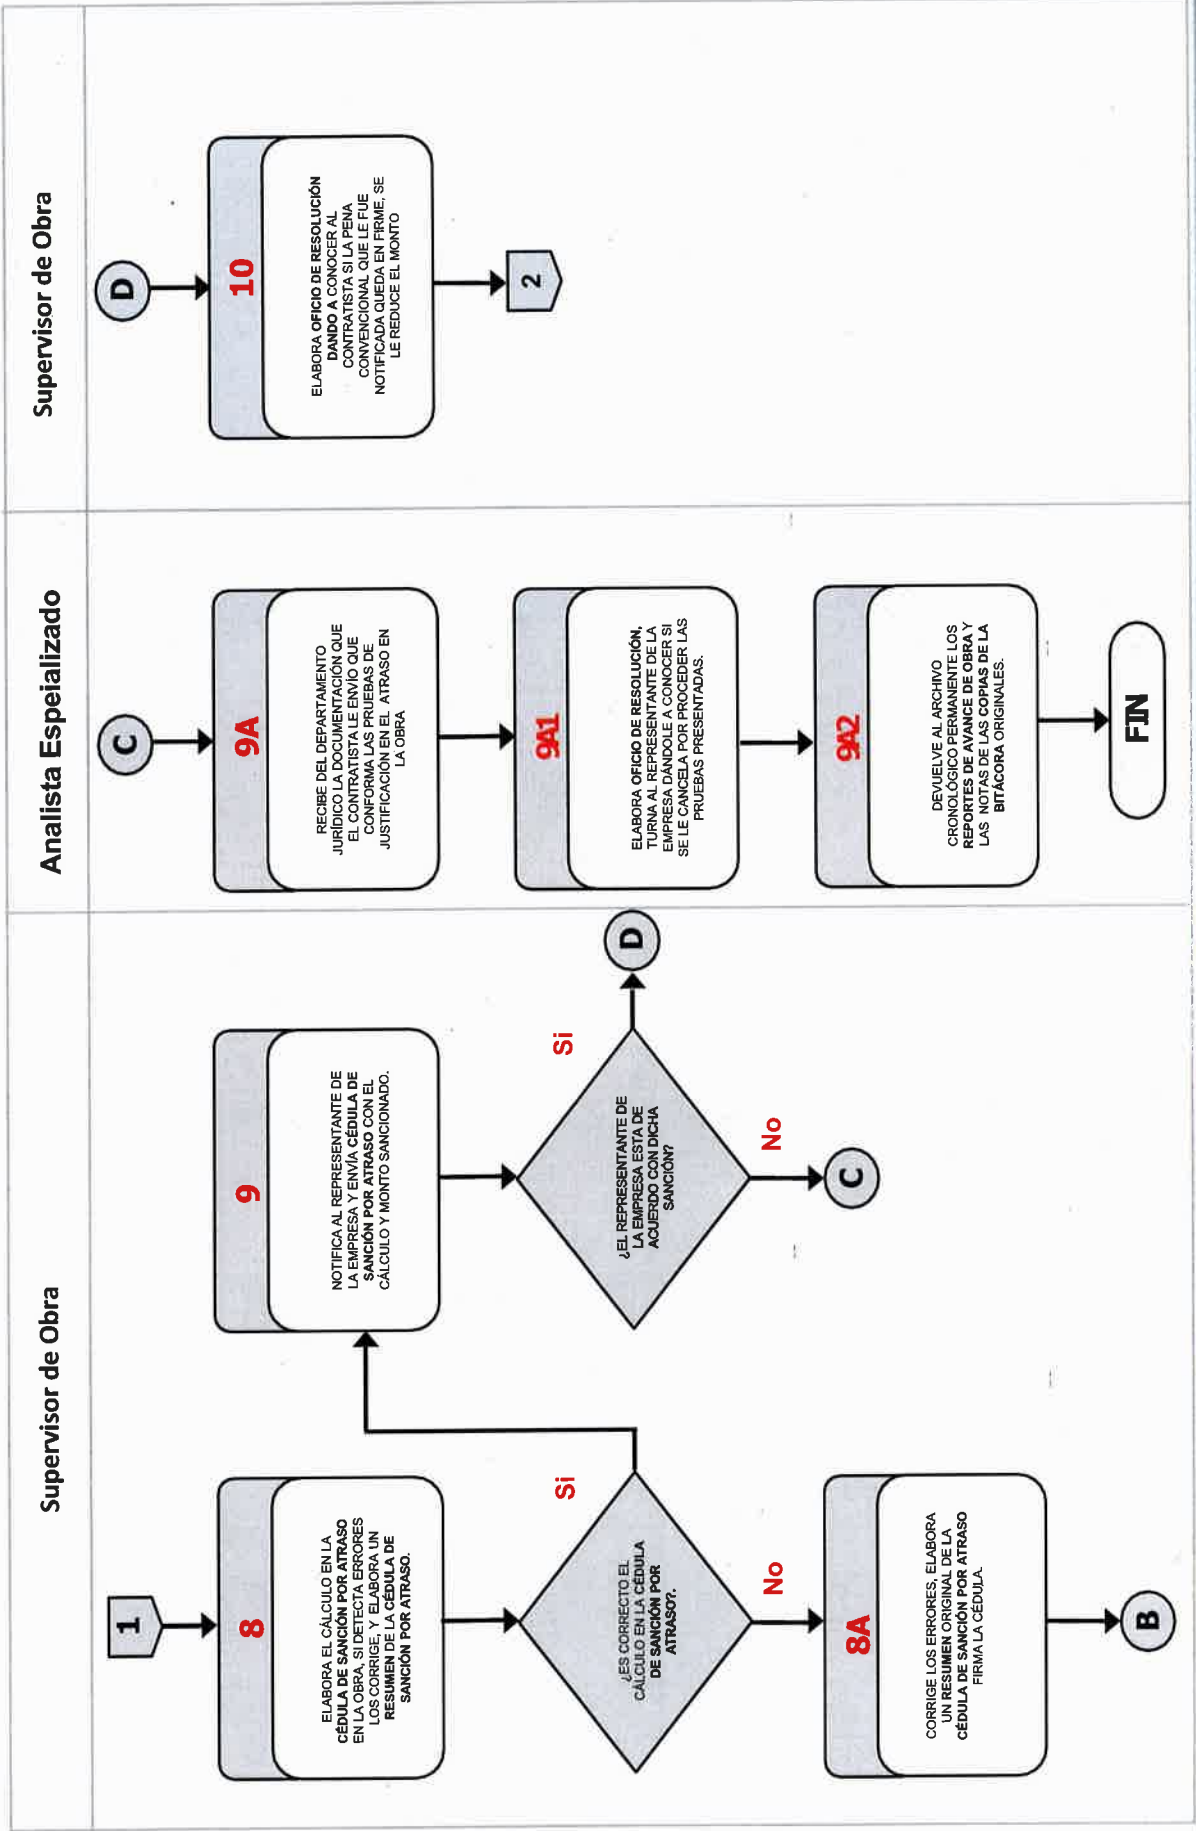 Supervisor de Obra
1
8
ELABORA EL CÁLCULO EN LA
CÉDULA DE SANCIÓN POR ATRASO
EN LA OBRA, SI DETECTA ERRORES
LOS CORRIGE, Y ELABORA UN
RESUMEN DE LA CÉDULA DE
SANCIÓN POR ATRASO.
¿ES CORRECTO EL
CÁLCULO EN LA CÉDULA
DE SANCIÓN POR
ATRASO?.
Si
No
8A
CORRIGE LOS ERRORES, ELABORA
UN RESUMEN ORIGINAL DE LA
CÉDULA DE SANCIÓN POR ATRASO
FIRMA LA CÉDULA.
B
9
NOTIFICA AL REPRESENTANTE DE
LA EMPRESA Y ENVÍA CÉDULA DE
SANCIÓN POR ATRASO CON EL
CÁLCULO Y MONTO SANCIONADO.
¿EL REPRESENTANTE DE
LA EMPRESA ESTA DE
ACUERDO CON DICHA
SANCIÓN?
Si
D
No
C
Analista Espeializado
C
9A
RECIBE DEL DEPARTAMENTO
JURÍDICO LA DOCUMENTACIÓN QUE
EL CONTRATISTA LE ENVÍO QUE
CONFORMA LAS PRUEBAS DE
JUSTIFICACIÓN EN EL ATRASO EN
LA OBRA
9A1
ELABORA OFICIO DE RESOLUCIÓN,
TURNA AL REPRESENTANTE DE LA
EMPRESA DÁNDOLE A CONOCER SI
SE LE CANCELA POR PROCEDER LAS
PRUEBAS PRESENTADAS.
9A2
DEVUELVE AL ARCHIVO
CRONOLÓGICO PERMANENTE LOS
REPORTES DE AVANCE DE OBRA Y
LAS NOTAS DE LAS COPIAS DE LA
BITÁCORA ORIGINALES.
FIN
Supervisor de Obra
D
10
ELABORA OFICIO DE RESOLUCIÓN
DANDO A CONOCER AL
CONTRATISTA SI LA PENA
CONVENCIONAL QUE LE FUE
NOTIFICADA QUEDA EN FIRME, SE
LE REDUCE EL MONTO
2